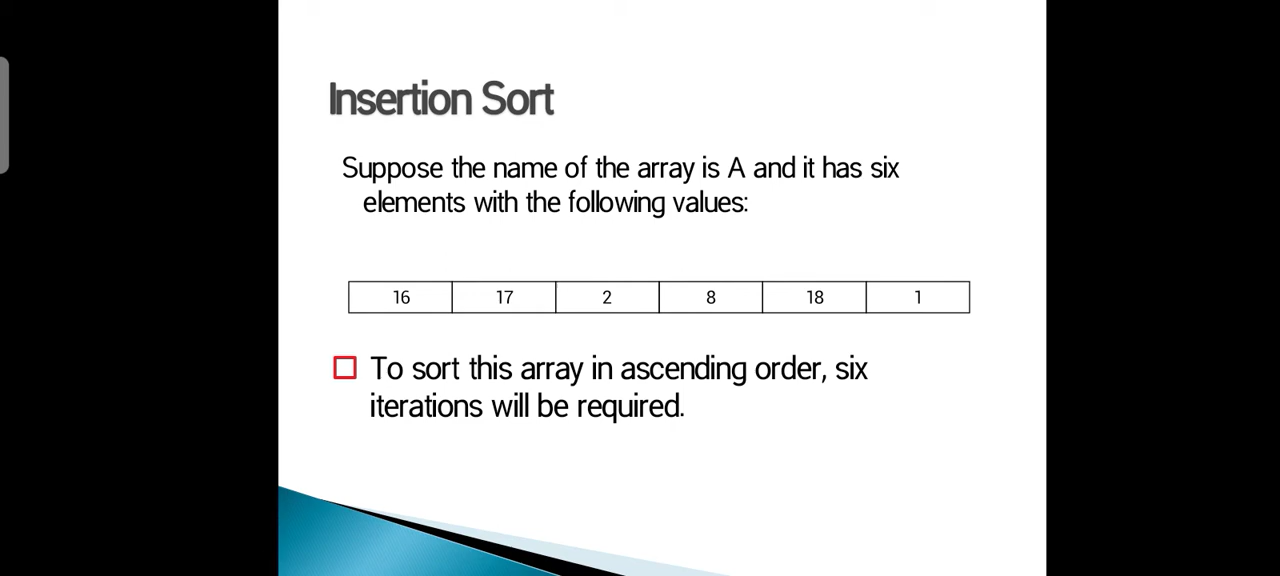 Insertion Sort
Suppose the name of the array is A and it has six
elements with the following values:
16 17 2 8 18 1
To sort this array in ascending order, six
iterations will be required.